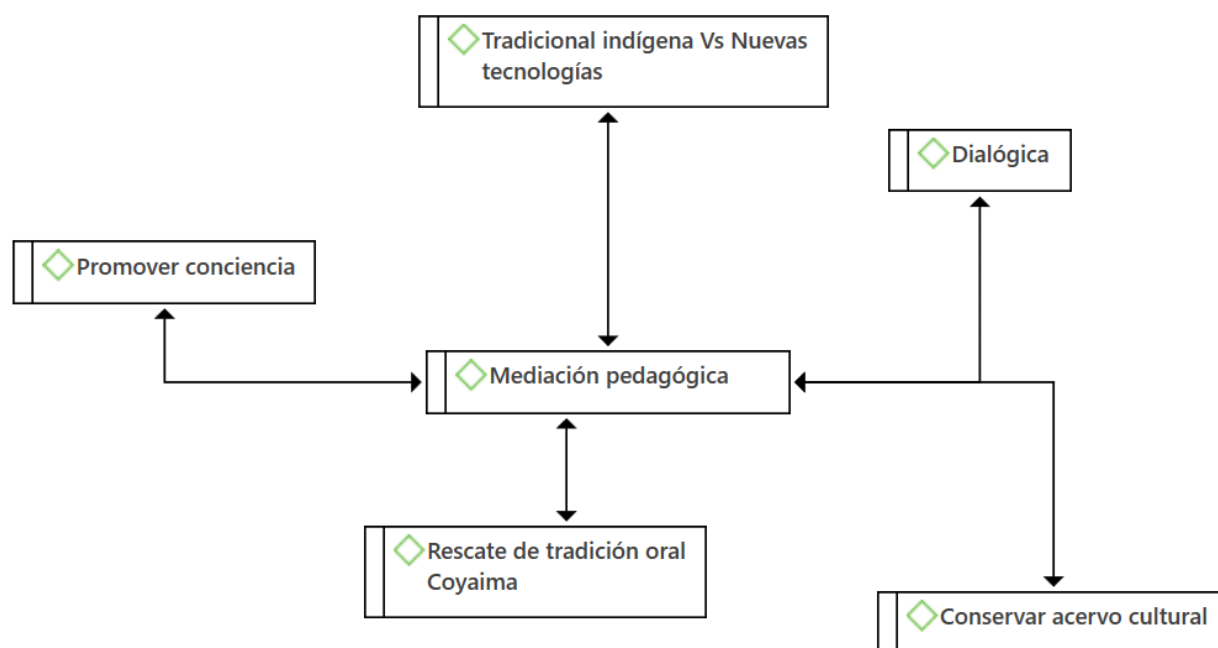 Tradicional indígena Vs Nuevas
tecnologías
Dialógica
Promover conciencia
Mediación pedagógica
Rescate de tradición oral
Coyaima
Conservar acervo cultural